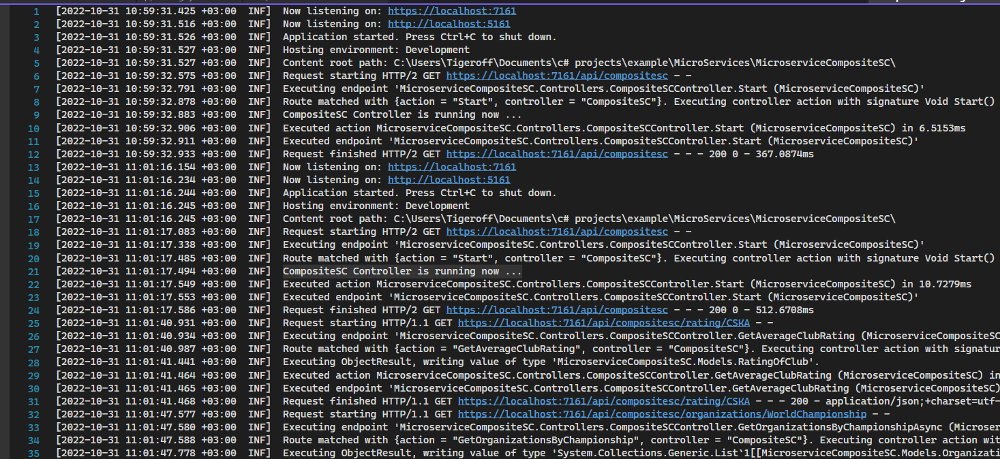 1 [2022-10-31 10:59:31.425 +03:00 INF] Now listening on: https://localhost:7161
2 [2022-10-31 10:59:31.516 +03:00 INF] Now listening on: http://localhost:5161
3 [2022-10-31 10:59:31.526 +03:00 INF] Application started. Press Ctrl+C to shut down.
4 [2022-10-31 10:59:31.527 +03:00 INF] Hosting environment: Development
5 [2022-10-31 10:59:31.527 +03:00 INF] Content root path: C:\Users\Tigeroff\Documents\c# projects\example\MicroServices\MicroserviceCompositeSC\
6 [2022-10-31 10:59:32.575 +03:00 INF] Request starting HTTP/2 GET https://localhost:7161/api/compositesc - -
7 [2022-10-31 10:59:32.791 +03:00 INF] Executing endpoint 'MicroserviceCompositeSC.Controllers.CompositeSCController.Start (MicroserviceCompositeSC)'
8 [2022-10-31 10:59:32.878 +03:00 INF] Route matched with {action = "Start", controller = "CompositeSC"}. Executing controller action with signature Void Start()
9 [2022-10-31 10:59:32.883 +03:00 INF] CompositeSC Controller is running now ...
10 [2022-10-31 10:59:32.906 +03:00 INF] Executed action MicroserviceCompositeSC.Controllers.CompositeSCController.Start (MicroserviceCompositeSC) in 6.5153ms
11 [2022-10-31 10:59:32.911 +03:00 INF] Executed endpoint 'MicroserviceCompositeSC.Controllers.CompositeSCController.Start (MicroserviceCompositeSC)'
12 [2022-10-31 10:59:32.933 +03:00 INF] Request finished HTTP/2 GET https://localhost:7161/api/compositesc - - - 200 0 - 367.0874ms
13 [2022-10-31 11:01:16.154 +03:00 INF] Now listening on: https://localhost:7161
14 [2022-10-31 11:01:16.234 +03:00 INF] Now listening on: http://localhost:5161
15 [2022-10-31 11:01:16.244 +03:00 INF] Application started. Press Ctrl+C to shut down.
16 [2022-10-31 11:01:16.245 +03:00 INF] Hosting environment: Development
17 [2022-10-31 11:01:16.245 +03:00 INF] Content root path: C:\Users\Tigeroff\Documents\c# projects\example\MicroServices\MicroserviceCompositeSC\
18 [2022-10-31 11:01:17.083 +03:00 INF] Request starting HTTP/2 GET https://localhost:7161/api/compositesc - -
19 [2022-10-31 11:01:17.338 +03:00 INF] Executing endpoint 'MicroserviceCompositeSC.Controllers.CompositeSCController.Start (MicroserviceCompositeSC)'
20 [2022-10-31 11:01:17.485 +03:00 INF] Route matched with {action = "Start", controller = "CompositeSC"}. Executing controller action with signature Void Start()
21 [2022-10-31 11:01:17.494 +03:00 INF] CompositeSC Controller is running now ...
22 [2022-10-31 11:01:17.549 +03:00 INF] Executed action MicroserviceCompositeSC.Controllers.CompositeSCController.Start (MicroserviceCompositeSC) in 10.7279ms
23 [2022-10-31 11:01:17.553 +03:00 INF] Executed endpoint 'MicroserviceCompositeSC.Controllers.CompositeSCController.Start (MicroserviceCompositeSC)'
24 [2022-10-31 11:01:17.586 +03:00 INF] Request finished HTTP/2 GET https://localhost:7161/api/compositesc - - - 200 0 - 512.6708ms
25 [2022-10-31 11:01:40.931 +03:00 INF] Request starting HTTP/1.1 GET https://localhost:7161/api/compositesc/rating/CSKA - -
26 [2022-10-31 11:01:40.934 +03:00 INF] Executing endpoint 'MicroserviceCompositeSC.Controllers.CompositeSCController.GetAverageClubRating (MicroserviceCompositeSC
27 [2022-10-31 11:01:40.987 +03:00 INF] Route matched with {action = "GetAverageClubRating", controller = "CompositeSC"}. Executing controller action with signatur
28 [2022-10-31 11:01:41.441 +03:00 INF] Executing ObjectResult, writing value of type 'MicroserviceCompositeSC.Models.RatingOfClub'.
29 [2022-10-31 11:01:41.464 +03:00 INF] Executed action MicroserviceCompositeSC.Controllers.CompositeSCController.GetAverageClubRating (MicroserviceCompositeSC) in
30 [2022-10-31 11:01:41.465 +03:00 INF] Executed endpoint 'MicroserviceCompositeSC.Controllers.CompositeSCController.GetAverageClubRating (MicroserviceCompositeSC)
31 [2022-10-31 11:01:41.468 +03:00 INF] Request finished HTTP/1.1 GET https://localhost:7161/api/compositesc/rating/CSKA - - - 200 - application/json;+charset=utf-
32 [2022-10-31 11:01:47.577 +03:00 INF] Request starting HTTP/1.1 GET https://localhost:7161/api/compositesc/organizations/WorldChampionship - -
33 [2022-10-31 11:01:47.580 +03:00 INF] Executing endpoint 'MicroserviceCompositeSC.Controllers.CompositeSCController.GetOrganizationsByChampionshipAsync (Microser
34 [2022-10-31 11:01:47.588 +03:00 INF] Route matched with {action = "GetOrganizationsByChampionship", controller = "CompositeSC"}. Executing controller action wit
35 [2022-10-31 11:01:47.778 +03:00 INF] Executing ObjectResult, writing value of type 'System.Collections.Generic.List`1[[MicroserviceCompositeSC.Models.Organizati